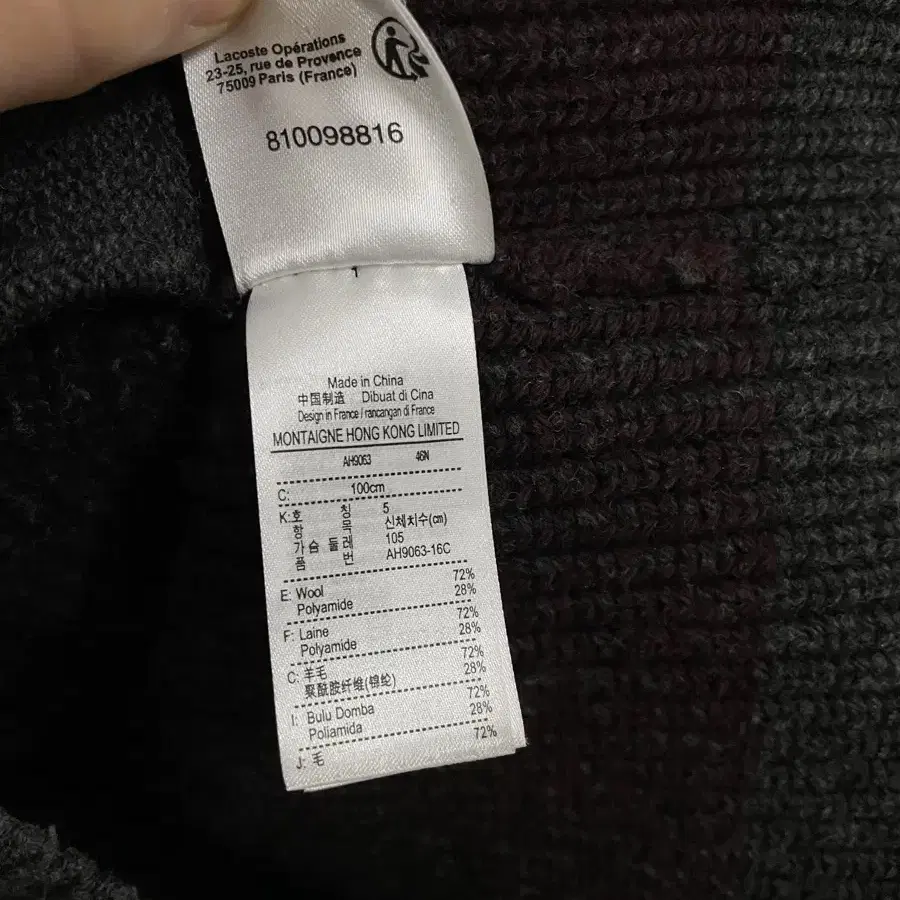 Lacoste Opérations
23-25, rue de Provence
75009 Paris (France)
810098816
1
Made in China
中国制造 Dibuat di Cina
Design in France / rancangan di France
MONTAIGNE HONG KONG LIMITED
AH9063 46N
C: 100cm
K: 호 칭 5
항 목 신체치수(㎝)
가 슴 둘 레 105
품 번 AH9063-16C
E: Wool 72%
Polyamide 28%
F: Laine 72%
Polyamide 28%
C: 羊毛 72%
聚酰胺纤维(锦纶) 28%
I: Bulu Domba 72%
Poliamida 28%
J: 毛 72%